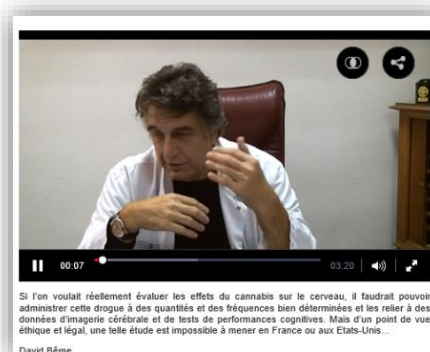 00:07
03:20
Si l'on voulait réellement évaluer les effets du cannabis sur le cerveau, il faudrait pouvoir
administrer cette drogue à des quantités et des fréquences bien déterminées et les relier à des
données d'imagerie cérébrale et de tests de performances cognitives. Mais d'un point de vue
éthique et légal, une telle étude est impossible à mener en France ou aux Etats-Unis...
David Bême